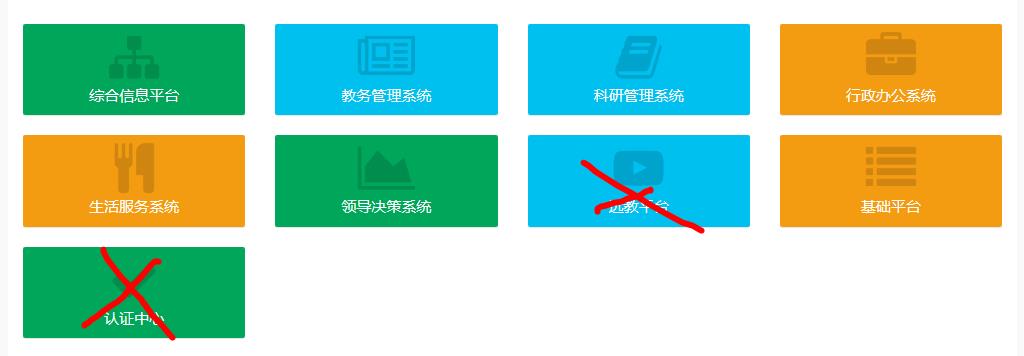 综合信息平台
教务管理系统
科研管理系统
行政办公系统
生活服务系统
领导决策系统
远教平台
基础平台
认证中心